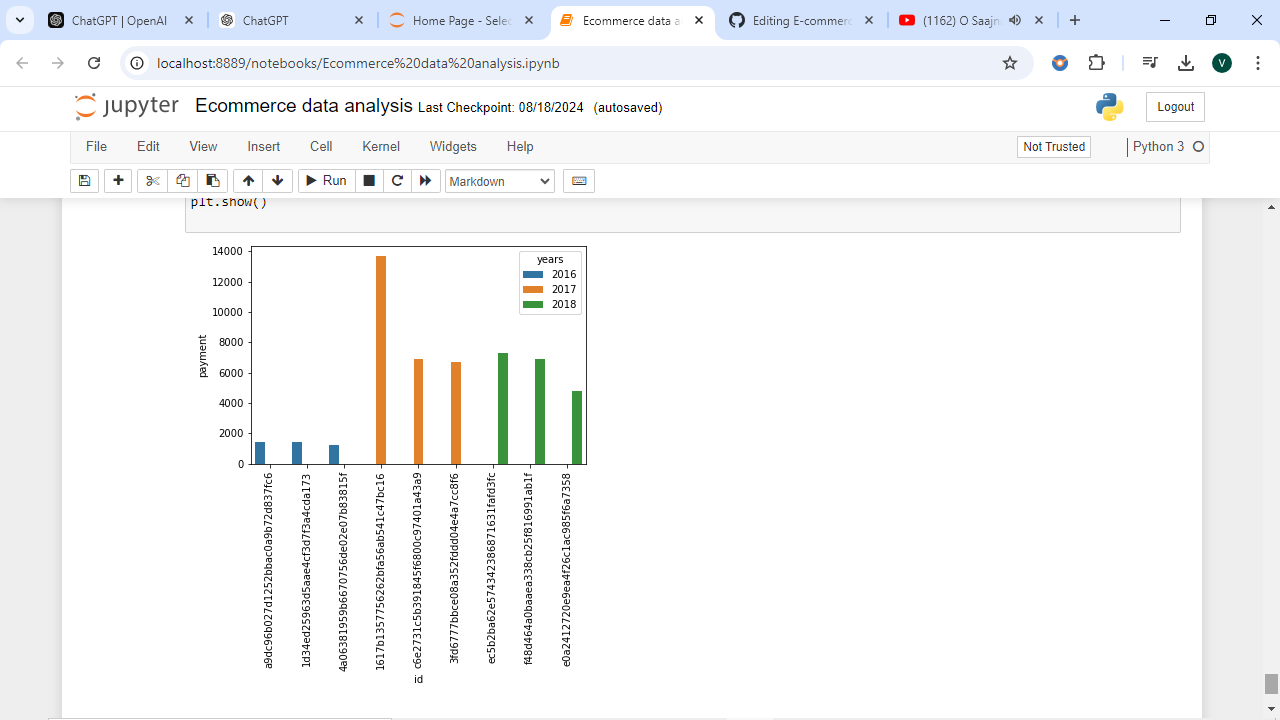 ChatGPT | OpenAI
ChatGPT
Home Page - Selec
Ecommerce data a
Editing E-commerc
(1162) O Saajn
localhost:8889/notebooks/Ecommerce%20data%20analysis.ipynb
V
jupyter
Ecommerce data analysis Last Checkpoint: 08/18/2024 (autosaved)
Logout
File Edit View Insert Cell Kernel Widgets Help
Not Trusted
Python 3
Run
Markdown
plt.show()
14000
12000
10000
8000
6000
4000
2000
0
payment
years
2016
2017
2018
a9dc96b027d1252bbac0a9b72d837fc6
1d34ed25963d5aae4cf3d7f3a4cda173
4a06381959b6670756de02e07b83815f
1617b1357756262bfa56ab541c47bc16
c6e2731c5b391845f6800c97401a43a9
3fd6777bbce08a352fddd04e4a7cc8f6
ec5b2ba62e574342386871631fafd3fc
f48d464a0baaea338cb25f816991ab1f
e0a2412720e9ea4f26c1ac985f6a7358
id